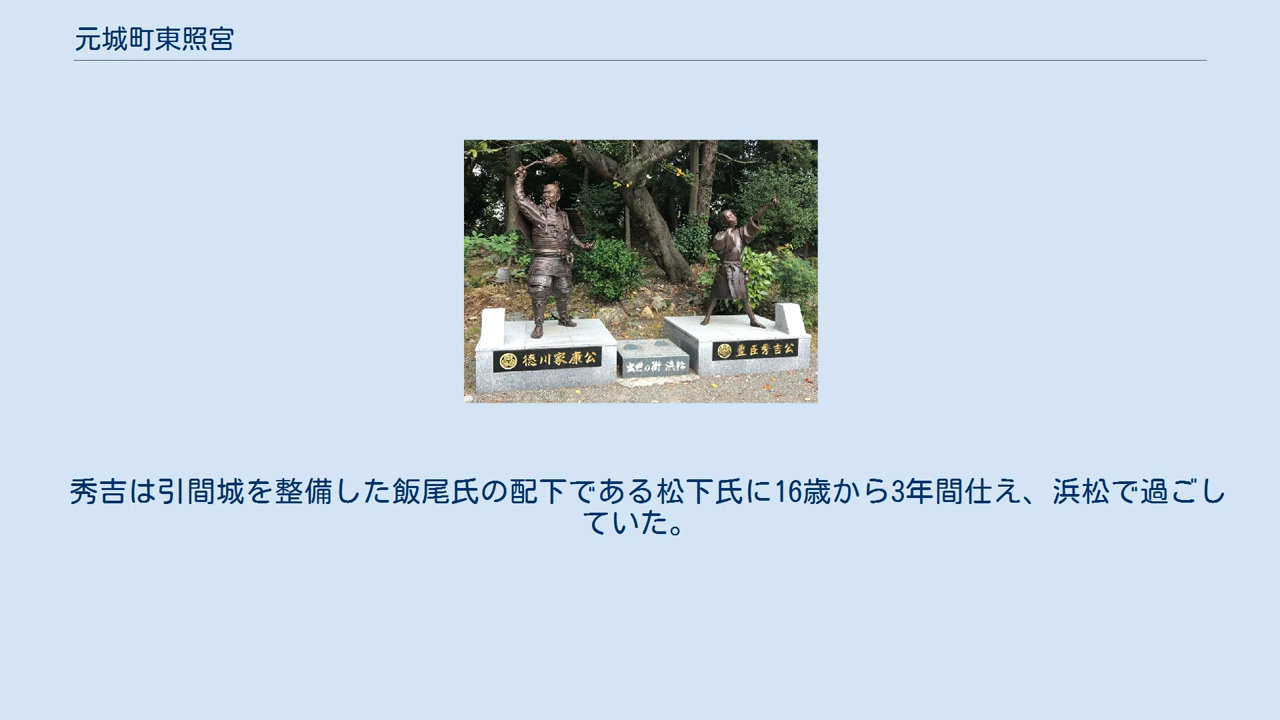 元城町東照宮
徳川家康公
出世の街 浜松
豊臣秀吉公
秀吉は引間城を整備した飯尾氏の配下である松下氏に16歳から3年間仕え、浜松で過ごし
ていた。